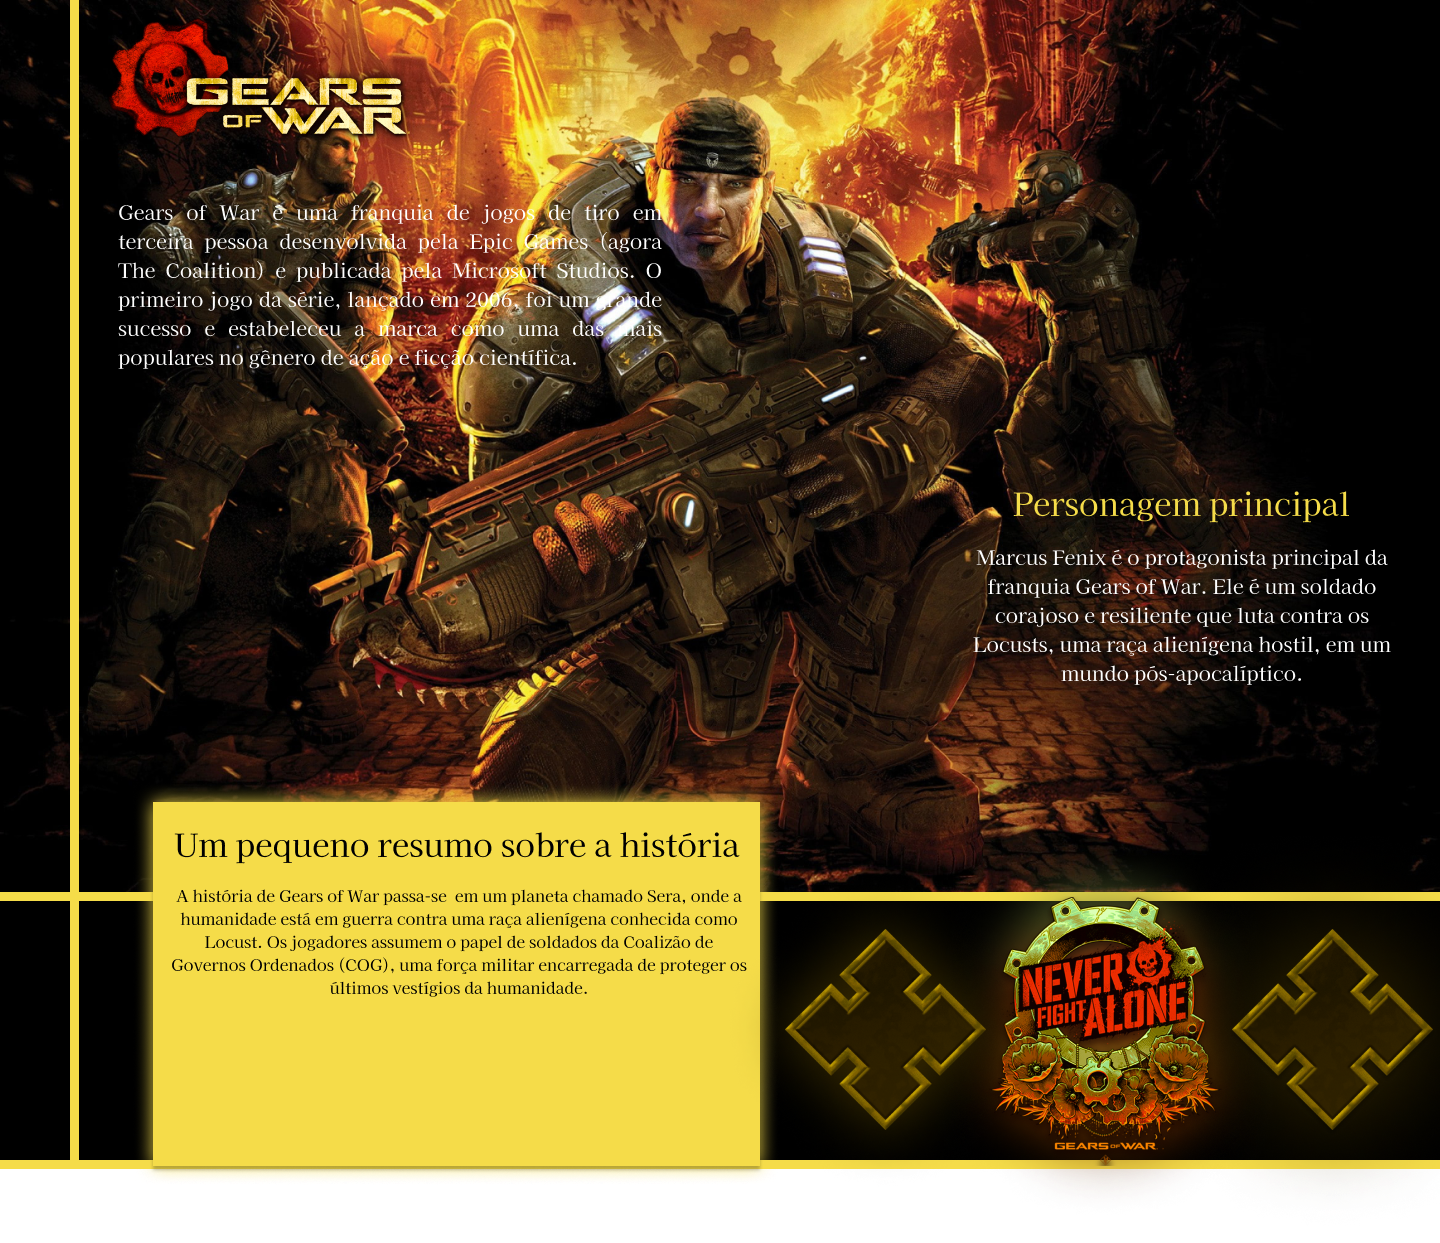 GEARS
OF WAR
Gears of War é uma franquia de jogos de tiro em
terceira pessoa desenvolvida pela Epic Games (agora
The Coalition) e publicada pela Microsoft Studios. O
primeiro jogo da série, lançado em 2006, foi um grande
sucesso e estabeleceu a marca como uma das mais
populares no gênero de ação e ficção científica.
Personagem principal
Marcus Fenix é o protagonista principal da
franquia Gears of War. Ele é um soldado
corajoso e resiliente que luta contra os
Locusts, uma raça alienígena hostil, em um
mundo pós-apocalíptico.
Um pequeno resumo sobre a história
A história de Gears of War passa-se  em um planeta chamado Sera, onde a
humanidade está em guerra contra uma raça alienígena conhecida como
Locust. Os jogadores assumem o papel de soldados da Coalizão de
Governos Ordenados (COG), uma força militar encarregada de proteger os
últimos vestígios da humanidade.
NEVER
FIGHT ALONE
GEARS OF WAR